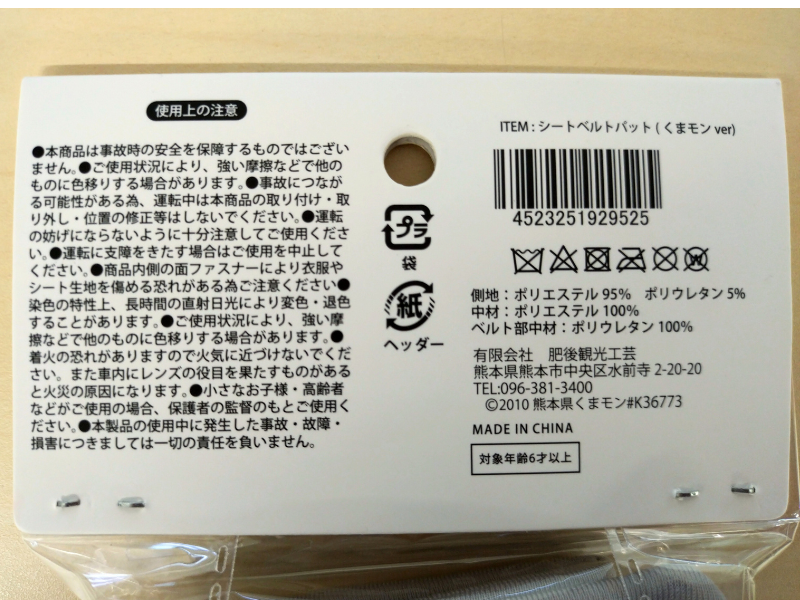 使用上の注意
●本商品は事故時の安全を保障するものではござい
ません。●ご使用状況により、強い摩擦などで他の
ものに色移りする場合があります。●事故につなが
る可能性がある為、運転中は本商品の取り付け・取
り外し・位置の修正等はしないでください。●運転
の妨げにならないように十分注意してご使用くださ
い。●運転に支障をきたす場合はご使用を中止して
ください。●商品内側の面ファスナーにより衣服や
シート生地を傷める恐れがある為ご注意ください●
染色の特性上、長時間の直射日光により変色・退色
することがあります。●ご使用状況により、強い摩
擦などで他のものに色移りする場合があります。●
着火の恐れがありますので火気に近づけないでくだ
さい。また車内にレンズの役目を果たすものがある
と火災の原因になります。●小さなお子様・高齢者
などがご使用の場合、保護者の監督のもとご使用く
ださい。●本製品の使用中に発生した事故・故障・
損害につきましては一切の責任を負いません。
プラ
袋
紙
ヘッダー
ITEM : シートベルトパット ( くまモン ver)
4523251929525
側地：ポリエステル 95%　ポリウレタン 5%
中材：ポリエステル 100%
ベルト部中材：ポリウレタン 100%
有限会社　肥後観光工芸
熊本県熊本市中央区水前寺 2-20-20
TEL:096-381-3400
©2010 熊本県くまモン#K36773
MADE IN CHINA
対象年齢6才以上